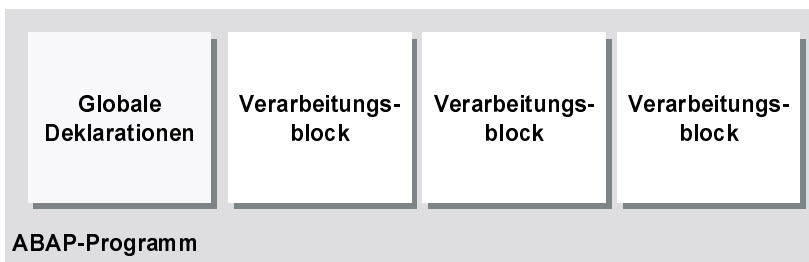 Globale
Deklarationen
Verarbeitungs-
block
Verarbeitungs-
block
Verarbeitungs-
block
ABAP-Programm